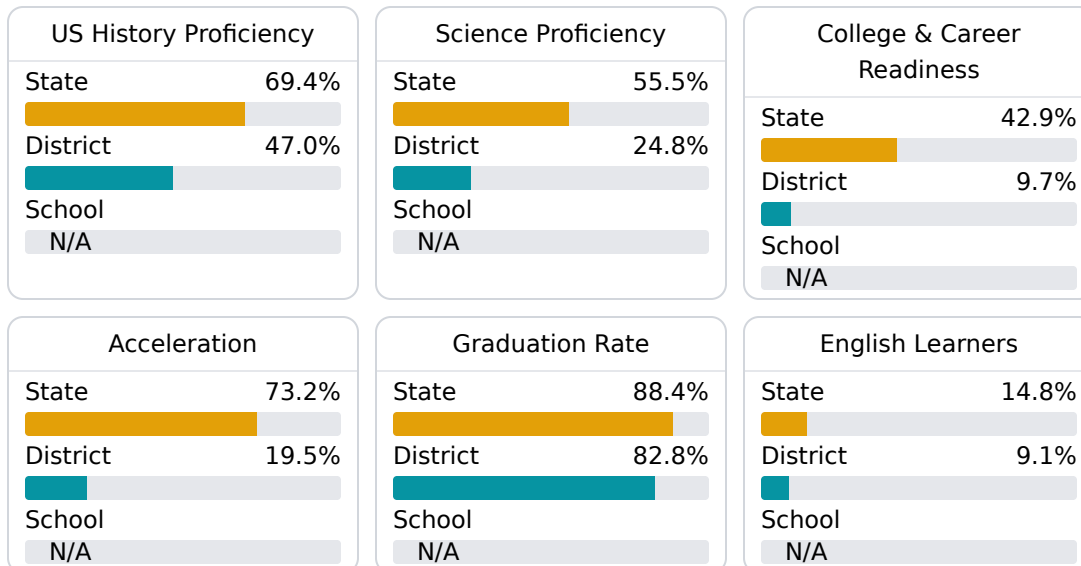 US History Proficiency
State 69.4%
District 47.0%
School
N/A
Science Proficiency
State 55.5%
District 24.8%
School
N/A
College & Career
Readiness
State 42.9%
District 9.7%
School
N/A
Acceleration
State 73.2%
District 19.5%
School
N/A
Graduation Rate
State 88.4%
District 82.8%
School
N/A
English Learners
State 14.8%
District 9.1%
School
N/A